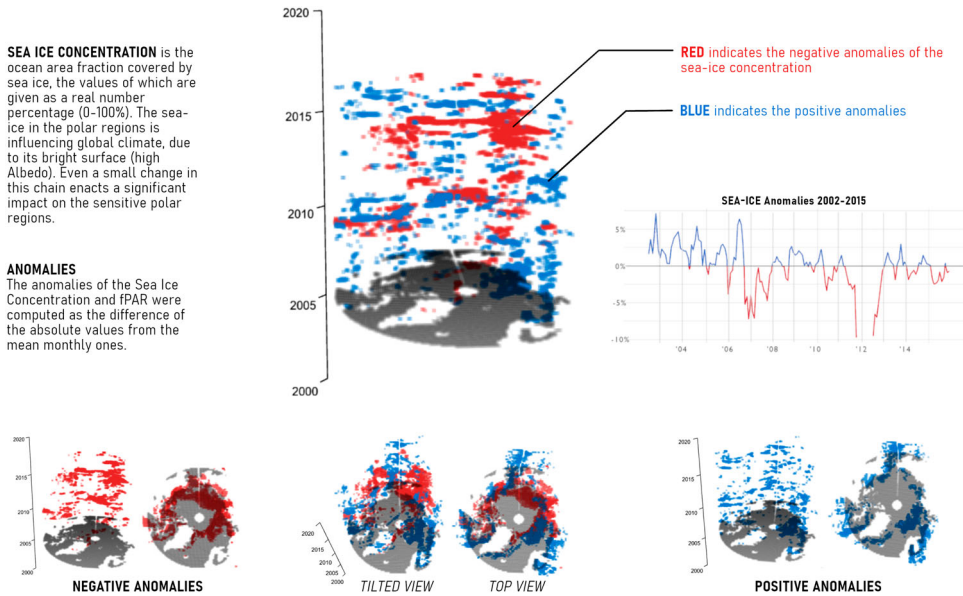 SEA ICE CONCENTRATION is the
ocean area fraction covered by
sea ice, the values of which are
given as a real number
percentage (0-100%). The sea-
ice in the polar regions is
influencing global climate, due
to its bright surface (high
Albedo). Even a small change in
this chain enacts a significant
impact on the sensitive polar
regions.
ANOMALIES
The anomalies of the Sea Ice
Concentration and fPAR were
computed as the difference of
the absolute values from the
mean monthly ones.
2020
2015
2010
2005
2000
RED indicates the negative anomalies of the
sea-ice concentration
BLUE indicates the positive anomalies
SEA-ICE Anomalies 2002-2015
5%
0%
-5%
-10%
'04 '06 '08 '10 '12 '14
2020
2015
2010
2005
2000
NEGATIVE ANOMALIES
2020
2015
2010
2005
2000
TILTED VIEW
TOP VIEW
2020
2015
2010
2005
2000
POSITIVE ANOMALIES